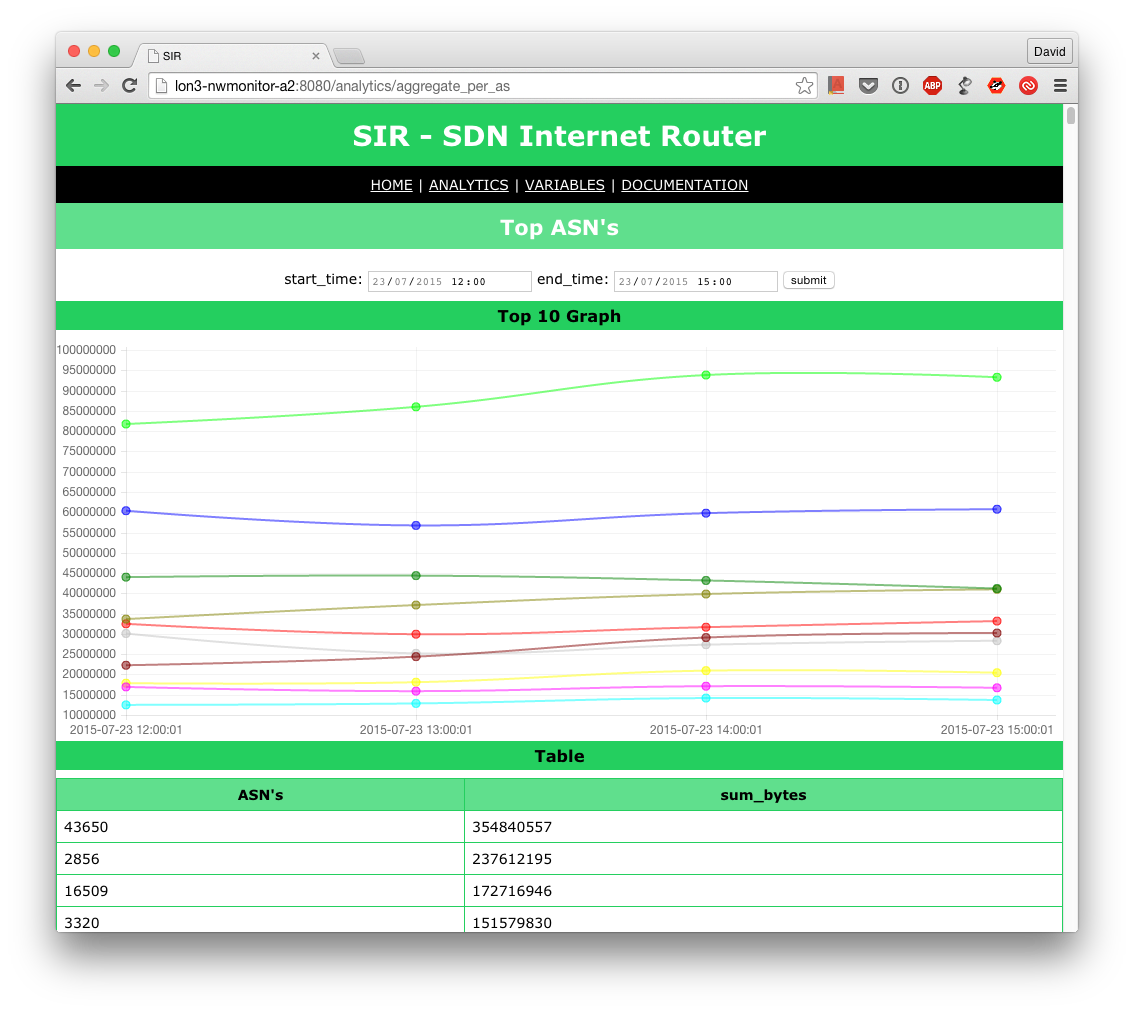 SIR
David
lon3-nwmonitor-a2:8080/analytics/aggregate_per_as
ABP
SIR - SDN Internet Router
HOME | ANALYTICS | VARIABLES | DOCUMENTATION
Top ASN's
start_time: 23/07/2015 12:00 end_time: 23/07/2015 15:00 submit
Top 10 Graph
100000000
95000000
90000000
85000000
80000000
75000000
70000000
65000000
60000000
55000000
50000000
45000000
40000000
35000000
30000000
25000000
20000000
15000000
10000000
2015-07-23 12:00:01 2015-07-23 13:00:01 2015-07-23 14:00:01 2015-07-23 15:00:01
Table
ASN's sum_bytes
43650 354840557
2856 237612195
16509 172716946
3320 151579830